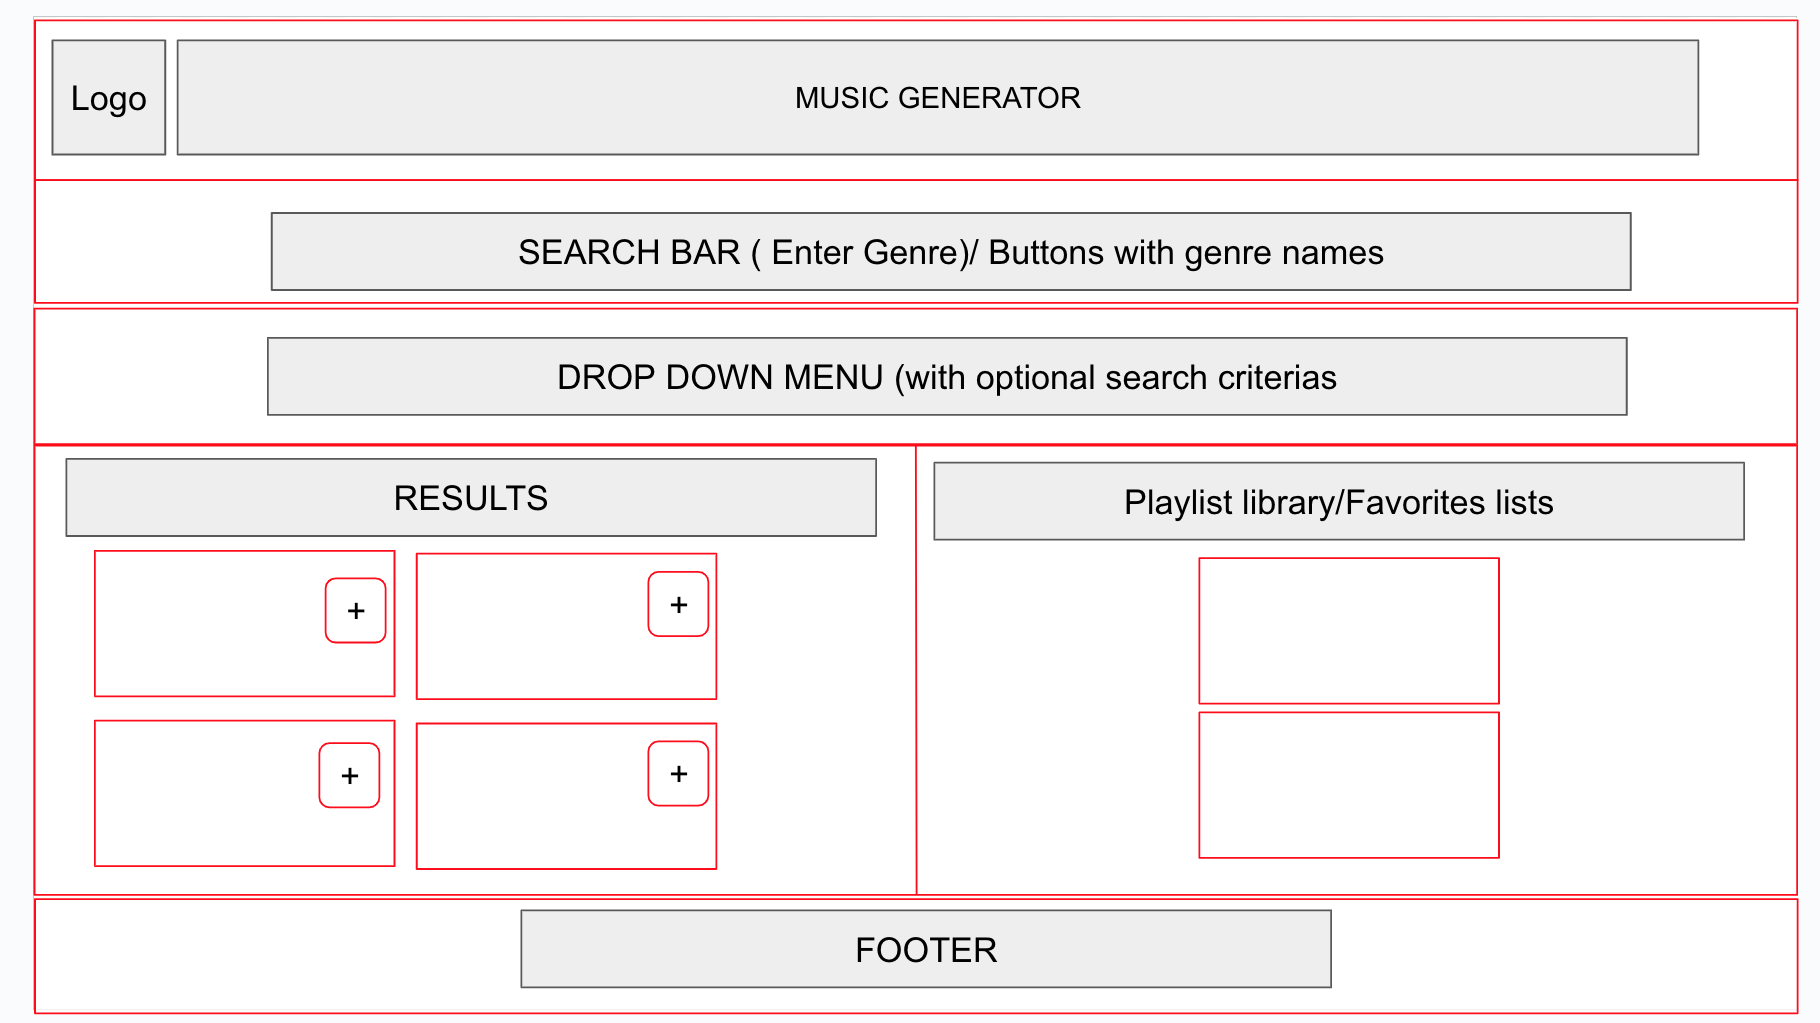 Logo
MUSIC GENERATOR
SEARCH BAR ( Enter Genre)/ Buttons with genre names
DROP DOWN MENU (with optional search criterias
RESULTS
Playlist library/Favorites lists
+
+
+
+
FOOTER